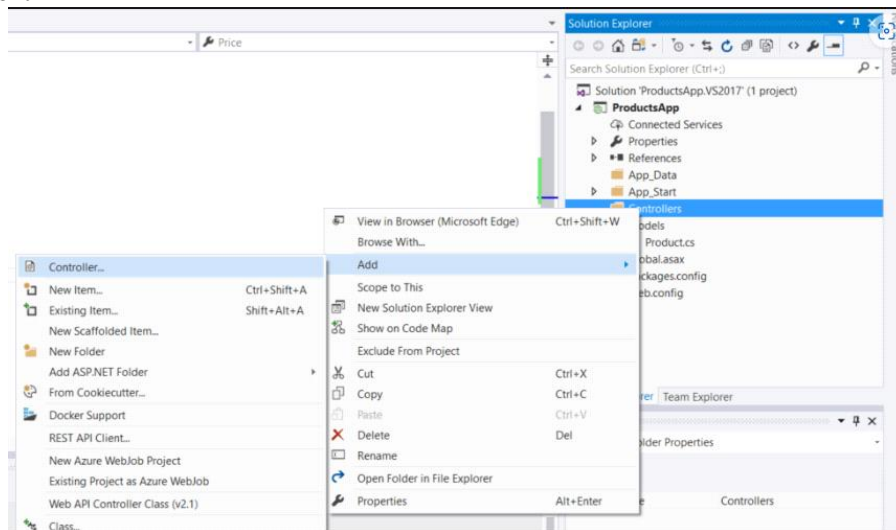 Solution Explorer
Price
Search Solution Explorer (Ctrl+;)
Solution 'ProductsApp.VS2017' (1 project)
ProductsApp
Connected Services
Properties
References
App_Data
App_Start
Controllers
View in Browser (Microsoft Edge) Ctrl+Shift+W
Browse With...
Add
Scope to This
New Solution Explorer View
Show on Code Map
Exclude From Project
Cut Ctrl+X
Copy Ctrl+C
Paste Ctrl+V
Delete Del
Rename
Open Folder in File Explorer
Properties Alt+Enter
Controller...
New Item... Ctrl+Shift+A
Existing Item... Shift+Alt+A
New Scaffolded Item...
New Folder
Add ASP.NET Folder
From Cookiecutter...
Docker Support
REST API Client...
New Azure WebJob Project
Existing Project as Azure WebJob
Web API Controller Class (v2.1)
Class...
odels
Product.cs
obal.asax
ckages.config
eb.config
rer Team Explorer
older Properties
e Controllers